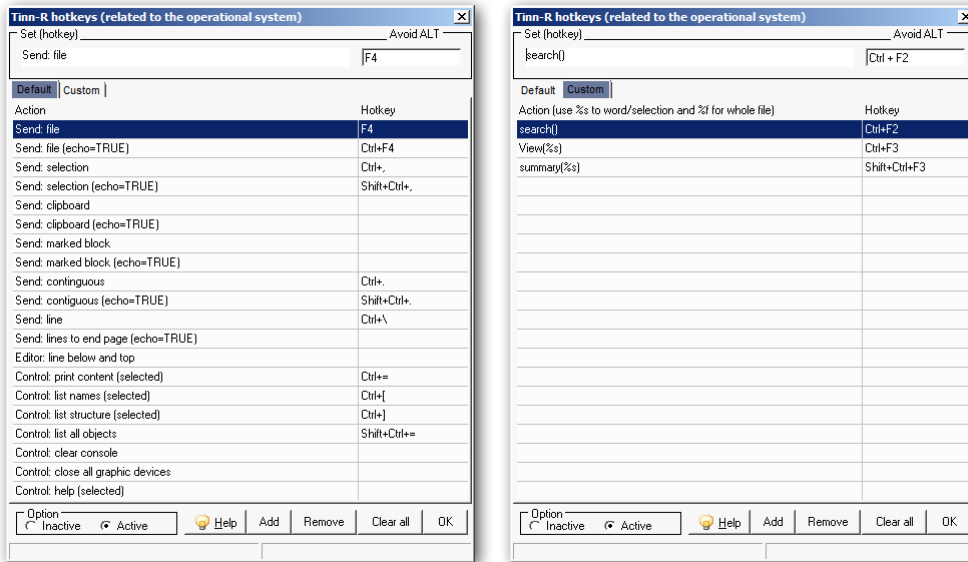 Tinn-R hotkeys (related to the operational system)
Set (hotkey) Avoid ALT
Send: file F4
Default Custom
Action Hotkey
Send: file F4
Send: file (echo=TRUE) Ctrl+F4
Send: selection Ctrl+,
Send: selection (echo=TRUE) Shift+Ctrl+,
Send: clipboard
Send: clipboard (echo=TRUE)
Send: marked block
Send: marked block (echo=TRUE)
Send: continguous Ctrl+.
Send: contiguous (echo=TRUE) Shift+Ctrl+.
Send: line Ctrl+\
Send: lines to end page (echo=TRUE)
Editor: line below and top
Control: print content (selected) Ctrl+=
Control: list names (selected) Ctrl+[
Control: list structure (selected) Ctrl+]
Control: list all objects Shift+Ctrl+=
Control: clear console
Control: close all graphic devices
Control: help (selected)
Option
Inactive Active Help Add Remove Clear all OK
Tinn-R hotkeys (related to the operational system)
Set (hotkey) Avoid ALT
search() Ctrl + F2
Default Custom
Action (use %s to word/selection and %f for whole file) Hotkey
search() Ctrl+F2
View(%s) Ctrl+F3
summary(%s) Shift+Ctrl+F3
Option
Inactive Active Help Add Remove Clear all OK